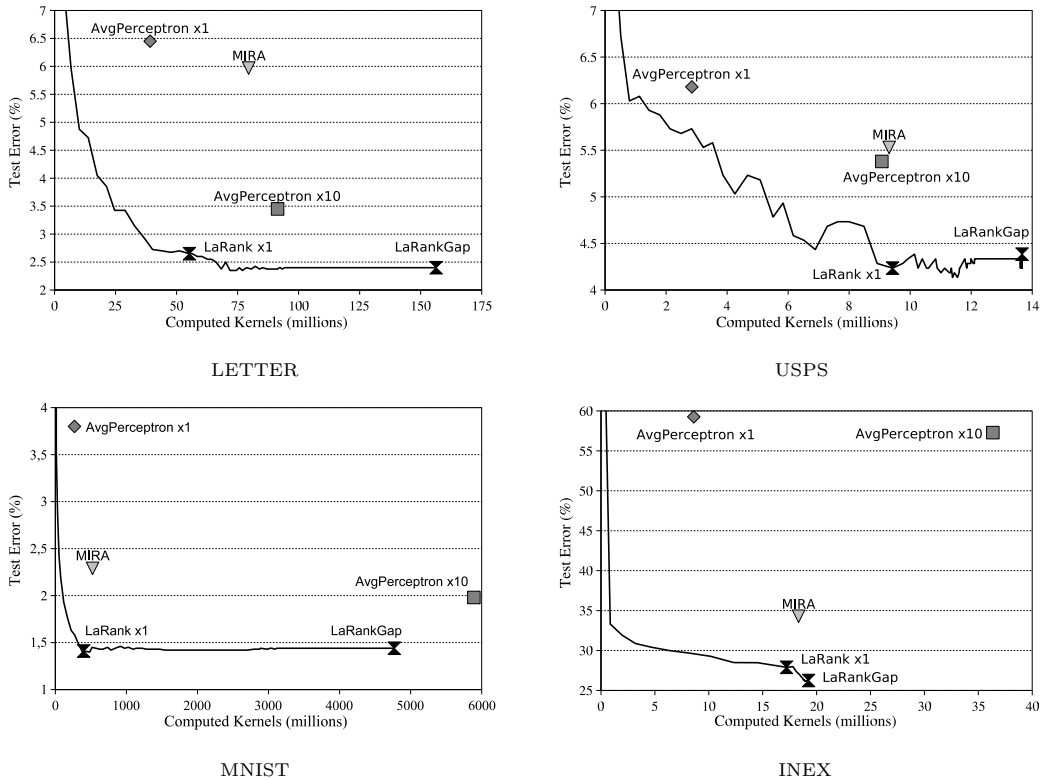 7
6.5
6
5.5
5
4.5
4
3.5
3
2.5
2
Test Error (%)
AvgPerceptron x1
MIRA
AvgPerceptron x10
LaRank x1
LaRankGap
0 25 50 75 100 125 150 175
Computed Kernels (millions)
LETTER
7
6.5
6
5.5
5
4.5
4
Test Error (%)
AvgPerceptron x1
MIRA
AvgPerceptron x10
LaRankGap
LaRank x1
0 2 4 6 8 10 12 14
Computed Kernels (millions)
USPS
4
3,5
3
2,5
2
1,5
1
Test Error (%)
AvgPerceptron x1
MIRA
AvgPerceptron x10
LaRank x1
LaRankGap
0 1000 2000 3000 4000 5000 6000
Computed Kernels (millions)
MNIST
60
55
50
45
40
35
30
25
Test Error (%)
AvgPerceptron x1
AvgPerceptron x10
MIRA
LaRank x1
LaRankGap
0 5 10 15 20 25 30 35 40
Computed Kernels (millions)
INEX